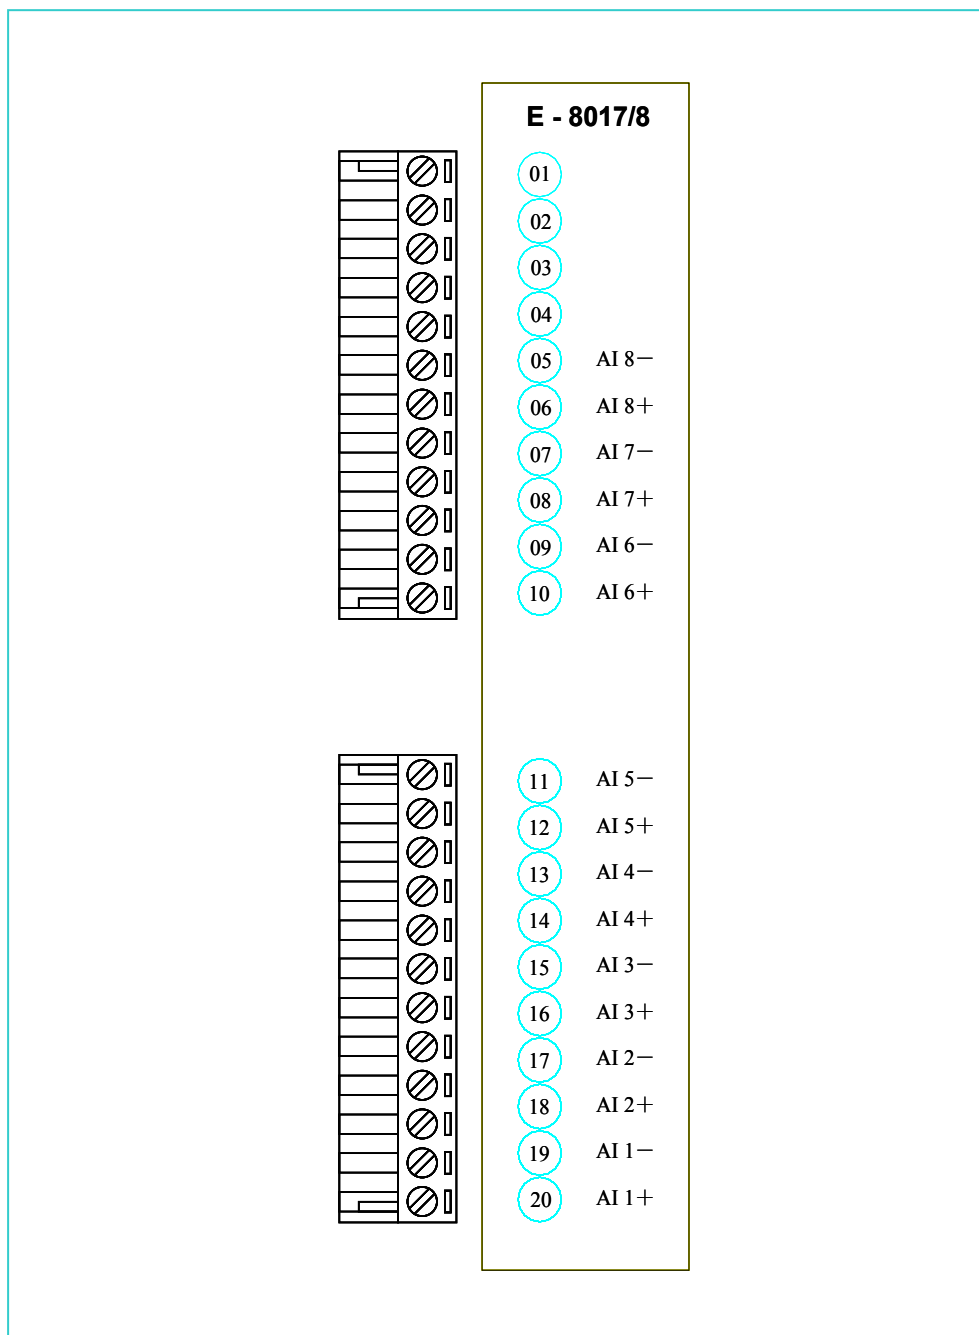 E - 8017/8
01
02
03
04
05 AI 8−
06 AI 8+
07 AI 7−
08 AI 7+
09 AI 6−
10 AI 6+
11 AI 5−
12 AI 5+
13 AI 4−
14 AI 4+
15 AI 3−
16 AI 3+
17 AI 2−
18 AI 2+
19 AI 1−
20 AI 1+